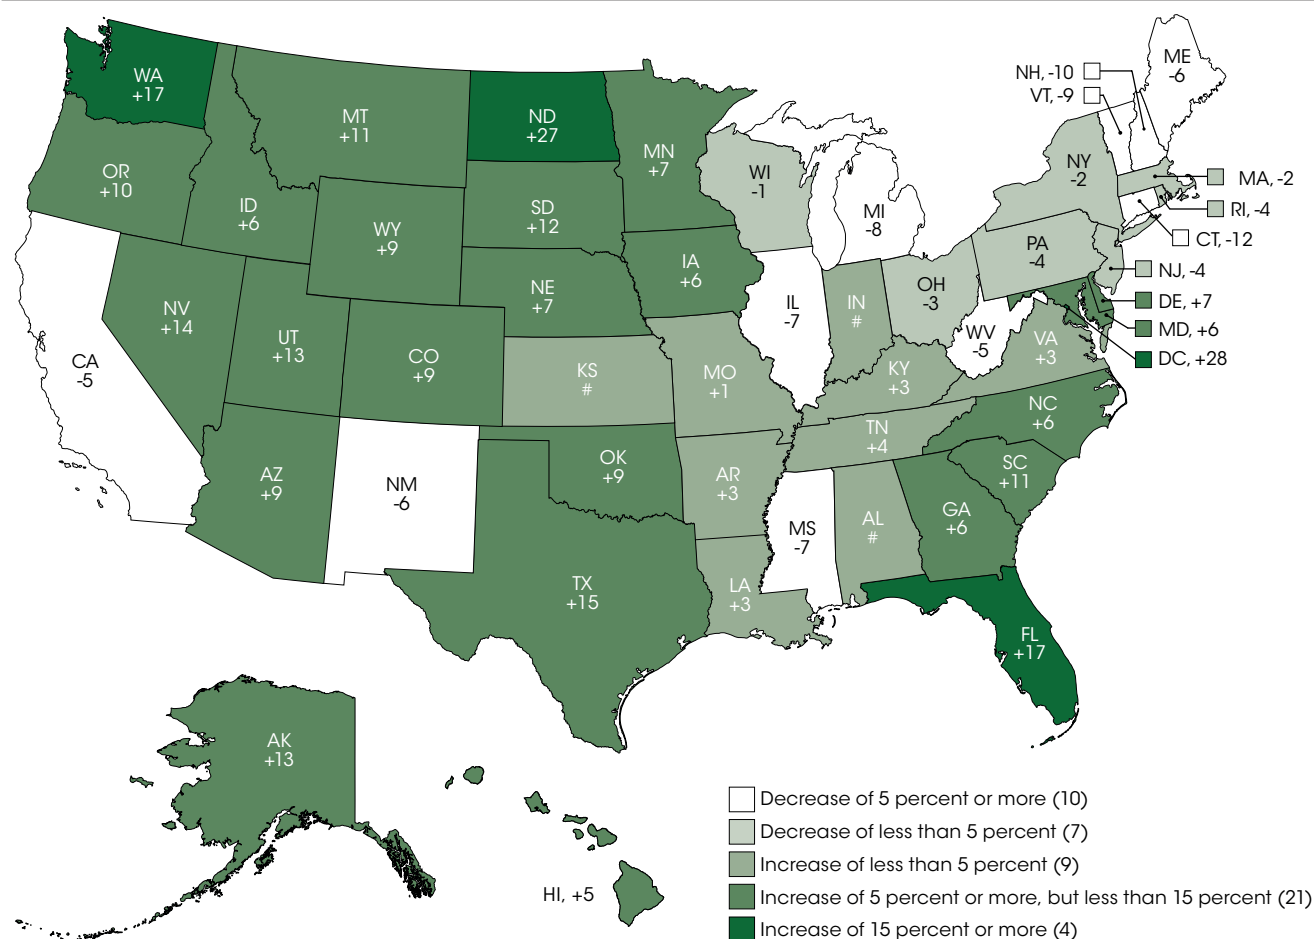 WA
+17
OR
+10
CA
-5
NV
+14
ID
+6
MT
+11
WY
+9
UT
+13
CO
+9
AZ
+9
NM
-6
ND
+27
SD
+12
NE
+7
KS
#
OK
+9
TX
+15
MN
+7
IA
+6
MO
+1
AR
+3
LA
+3
WI
-1
IL
-7
MS
-7
MI
-8
IN
#
OH
-3
KY
+3
TN
+4
AL
#
GA
+6
FL
+17
SC
+11
NC
+6
VA
+3
WV
-5
PA
-4
NY
-2
ME
-6
NH, -10
VT, -9
MA, -2
RI, -4
CT, -12
NJ, -4
DE, +7
MD, +6
DC, +28
AK
+13
HI, +5
Decrease of 5 percent or more (10)
Decrease of less than 5 percent (7)
Increase of less than 5 percent (9)
Increase of 5 percent or more, but less than 15 percent (21)
Increase of 15 percent or more (4)